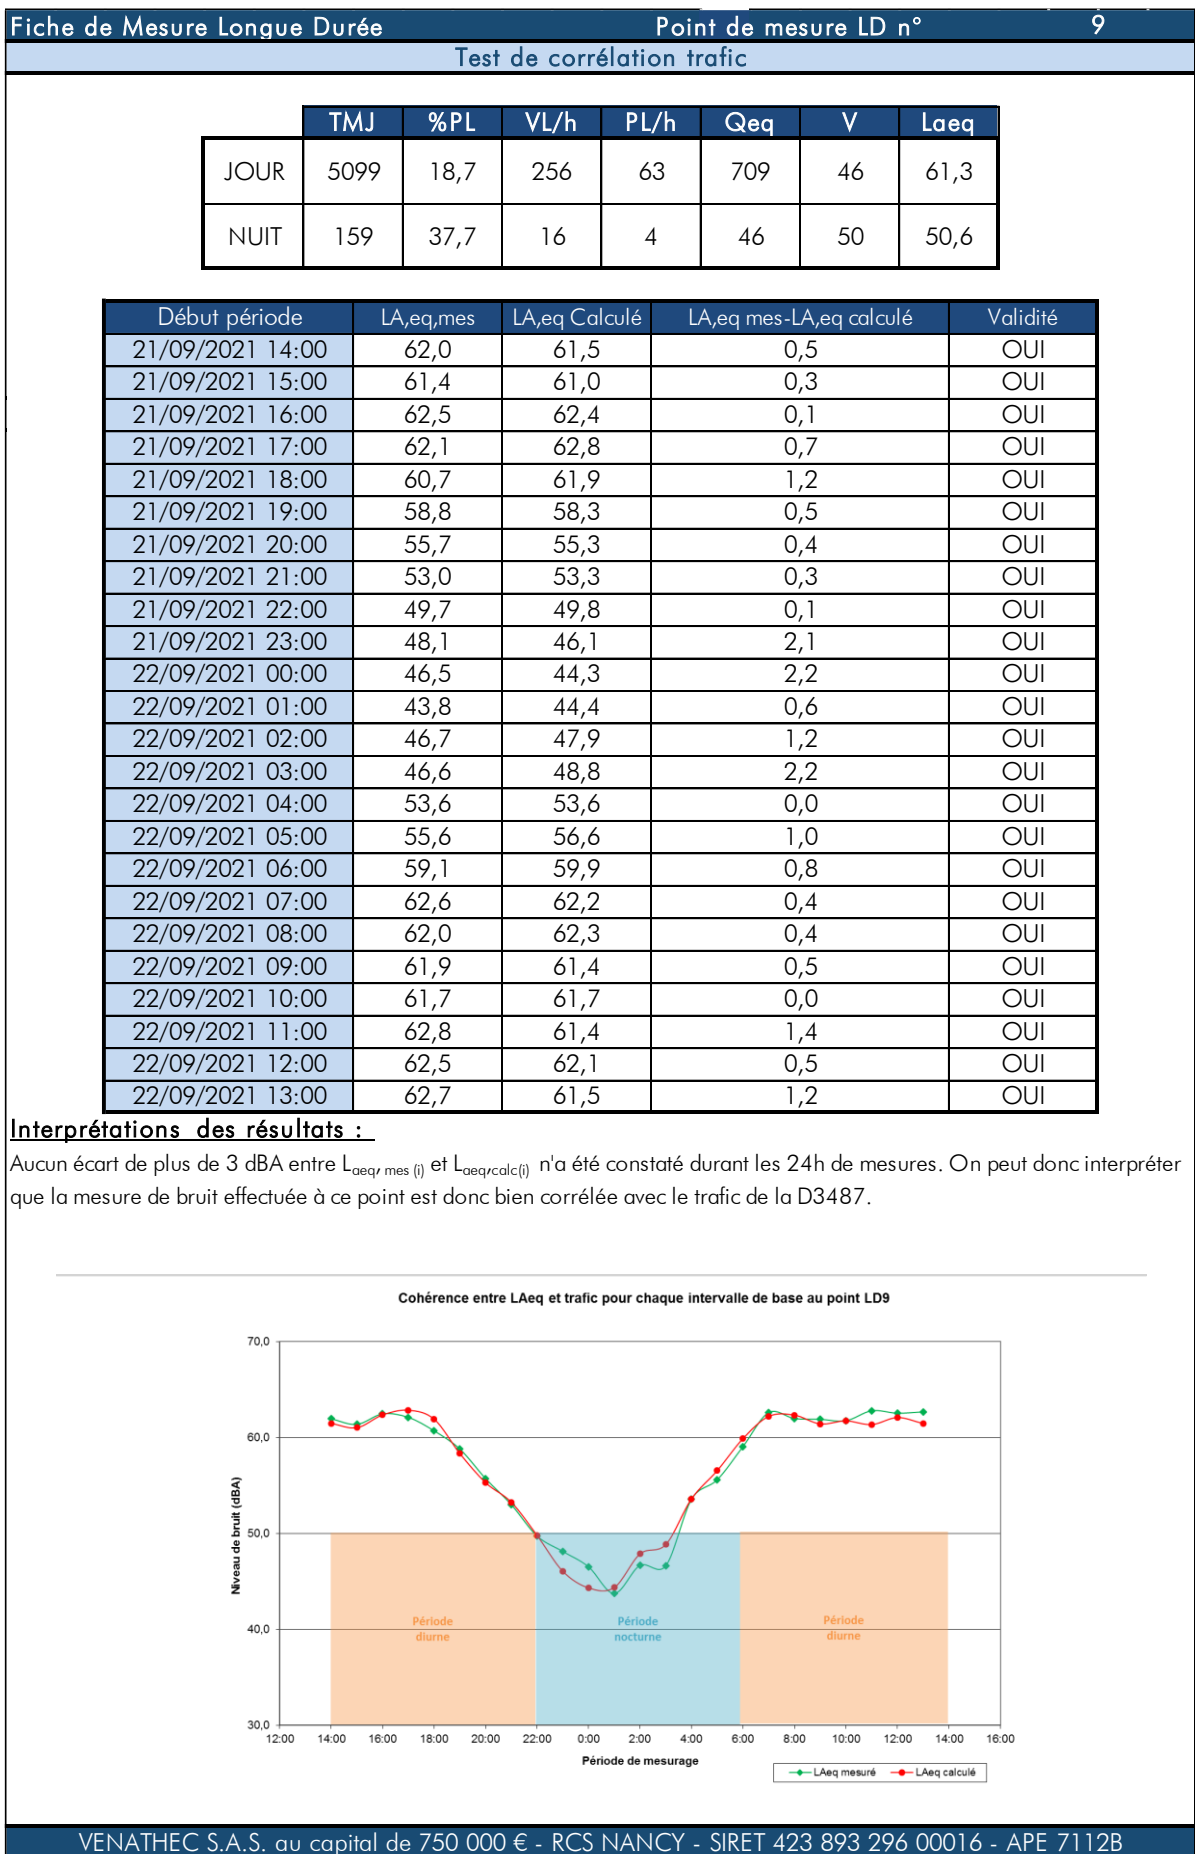 Fiche de Mesure Longue Durée Point de mesure LD n° 9
Test de corrélation trafic
TMJ %PL VL/h PL/h Qeq V Laeq
JOUR 5099 18,7 256 63 709 46 61,3
NUIT 159 37,7 16 4 46 50 50,6
Début période LA,eq,mes LA,eq Calculé LA,eq mes-LA,eq calculé Validité
21/09/2021 14:00 62,0 61,5 0,5 OUI
21/09/2021 15:00 61,4 61,0 0,3 OUI
21/09/2021 16:00 62,5 62,4 0,1 OUI
21/09/2021 17:00 62,1 62,8 0,7 OUI
21/09/2021 18:00 60,7 61,9 1,2 OUI
21/09/2021 19:00 58,8 58,3 0,5 OUI
21/09/2021 20:00 55,7 55,3 0,4 OUI
21/09/2021 21:00 53,0 53,3 0,3 OUI
21/09/2021 22:00 49,7 49,8 0,1 OUI
21/09/2021 23:00 48,1 46,1 2,1 OUI
22/09/2021 00:00 46,5 44,3 2,2 OUI
22/09/2021 01:00 43,8 44,4 0,6 OUI
22/09/2021 02:00 46,7 47,9 1,2 OUI
22/09/2021 03:00 46,6 48,8 2,2 OUI
22/09/2021 04:00 53,6 53,6 0,0 OUI
22/09/2021 05:00 55,6 56,6 1,0 OUI
22/09/2021 06:00 59,1 59,9 0,8 OUI
22/09/2021 07:00 62,6 62,2 0,4 OUI
22/09/2021 08:00 62,0 62,3 0,4 OUI
22/09/2021 09:00 61,9 61,4 0,5 OUI
22/09/2021 10:00 61,7 61,7 0,0 OUI
22/09/2021 11:00 62,8 61,4 1,4 OUI
22/09/2021 12:00 62,5 62,1 0,5 OUI
22/09/2021 13:00 62,7 61,5 1,2 OUI
Interprétations des résultats :
Aucun écart de plus de 3 dBA entre Laeq, mes (i) et Laeq,calc(i) n'a été constaté durant les 24h de mesures. On peut donc interpréter
que la mesure de bruit effectuée à ce point est donc bien corrélée avec le trafic de la D3487.
Cohérence entre LAeq et trafic pour chaque intervalle de base au point LD9
70,0
60,0
50,0
40,0
30,0
Niveau de bruit (dBA)
Période
diurne
Période
nocturne
Période
diurne
12:00 14:00 16:00 18:00 20:00 22:00 0:00 2:00 4:00 6:00 8:00 10:00 12:00 14:00 16:00
Période de mesurage
LAeq mesuré LAeq calculé
VENATHEC S.A.S. au capital de 750 000 € - RCS NANCY - SIRET 423 893 296 00016 - APE 7112B